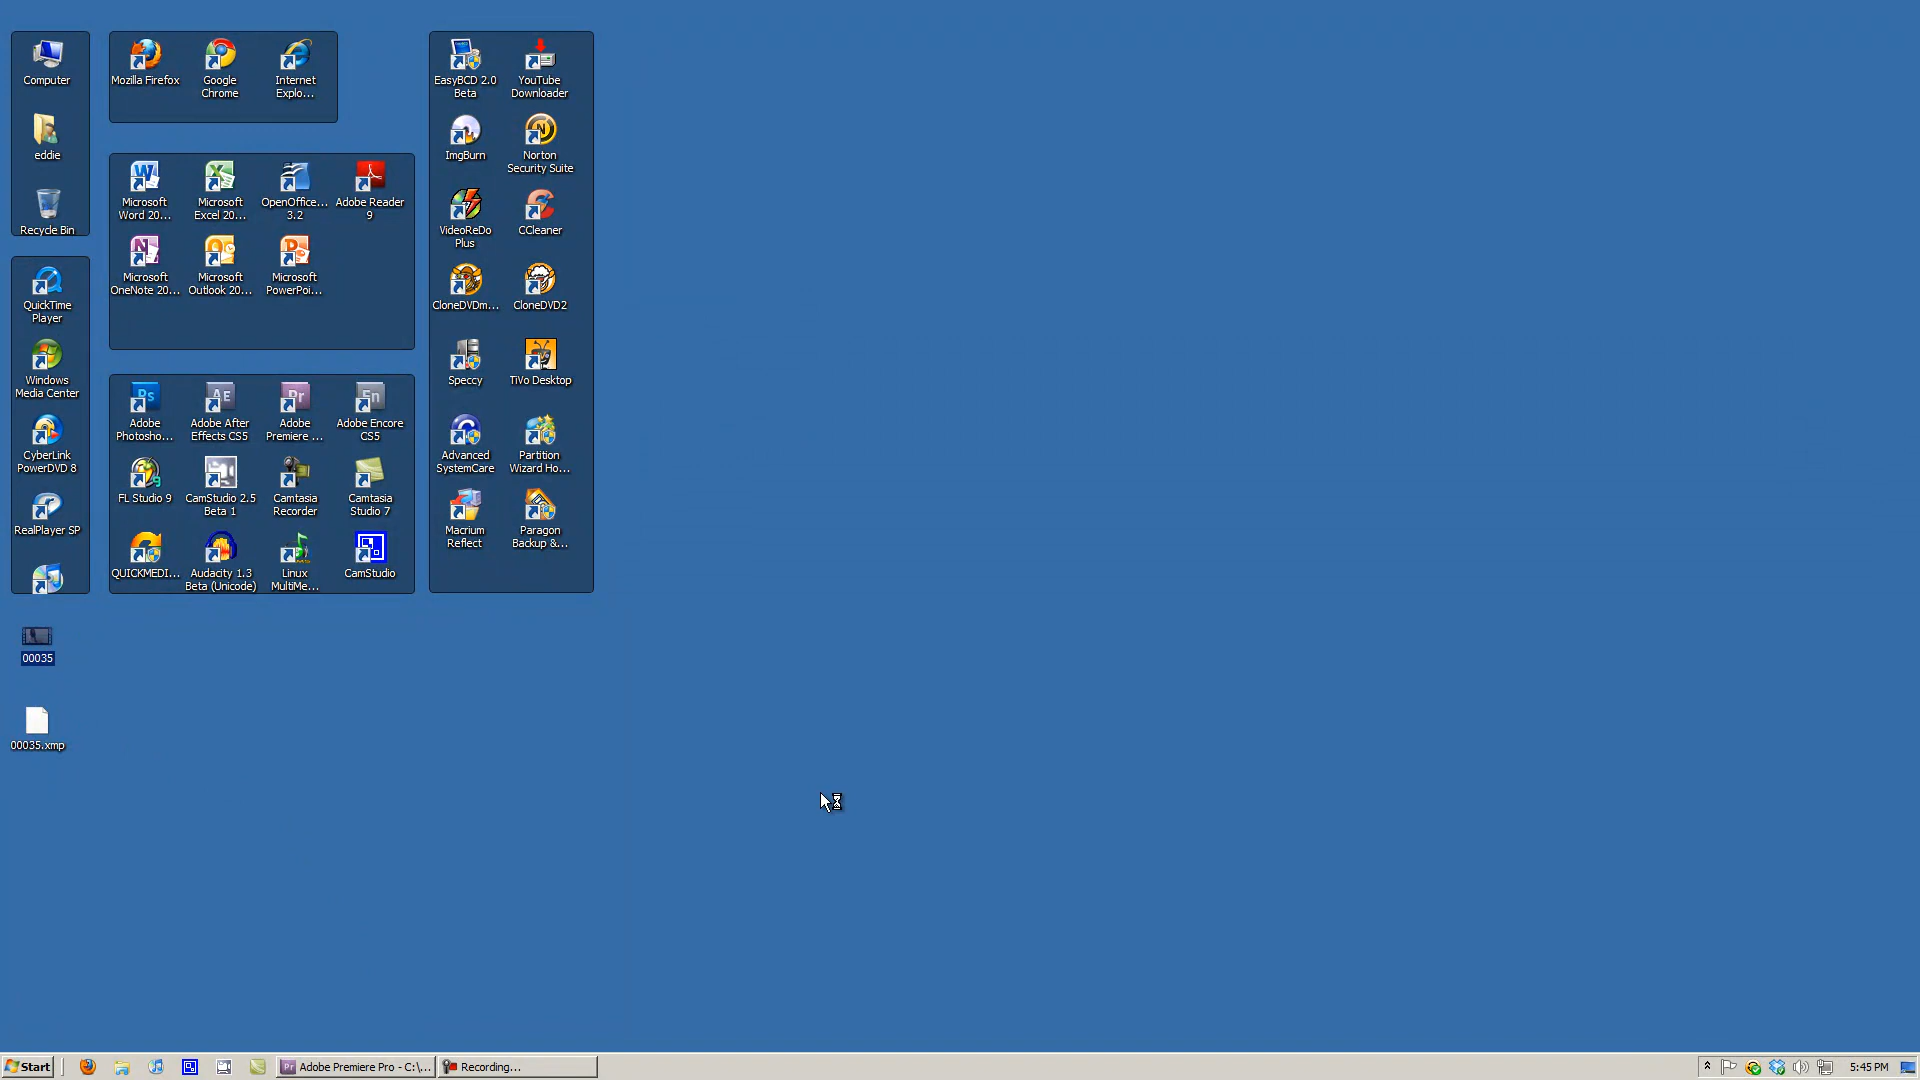 Computer
eddie
Recycle Bin
QuickTime
Player
Windows
Media Center
CyberLink
PowerDVD 8
RealPlayer SP
Mozilla Firefox
Google
Chrome
Internet
Explo...
Microsoft
Word 20...
Microsoft
Excel 20...
OpenOffice...
3.2
Adobe Reader
9
Microsoft
OneNote 20...
Microsoft
Outlook 20...
Microsoft
PowerPoi...
Ps
Adobe
Photosho...
AE
Adobe After
Effects CS5
Pr
Adobe
Premiere ...
En
Adobe Encore
CS5
FL Studio 9
CamStudio 2.5
Beta 1
Camtasia
Recorder
Camtasia
Studio 7
QUICKMEDI...
Audacity 1.3
Beta (Unicode)
Linux
MultiMe...
CamStudio
EasyBCD 2.0
Beta
YouTube
Downloader
ImgBurn
Norton
Security Suite
VideoReDo
Plus
CCleaner
CloneDVDm...
CloneDVD2
Speccy
TiVo Desktop
Advanced
SystemCare
Partition
Wizard Ho...
Macrium
Reflect
Paragon
Backup &...
00035
00035.xmp
Start
Adobe Premiere Pro - C:\...
Recording...
5:45 PM